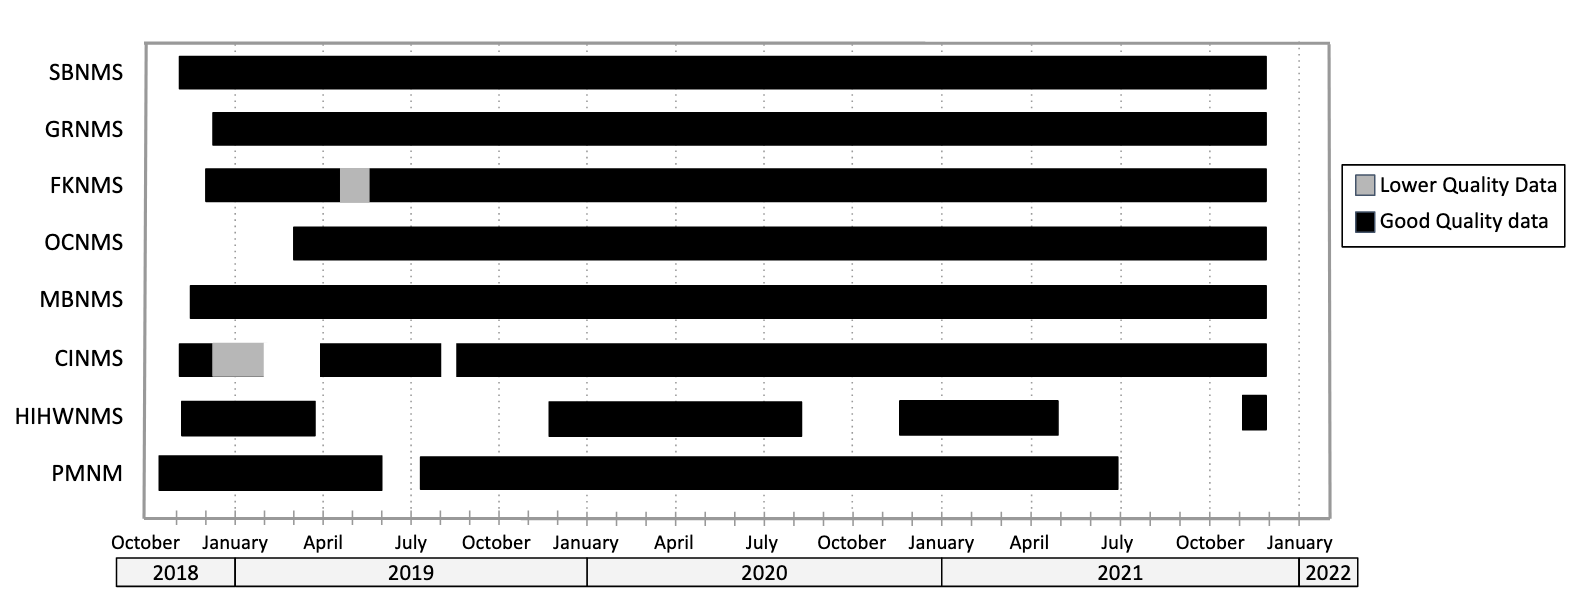 SBNMS
GRNMS
FKNMS
OCNMS
MBNMS
CINMS
HIHWNMS
PMNM
Lower Quality Data
Good Quality data
October January April July October January April July October January April July October January
2018 2019 2020 2021 2022